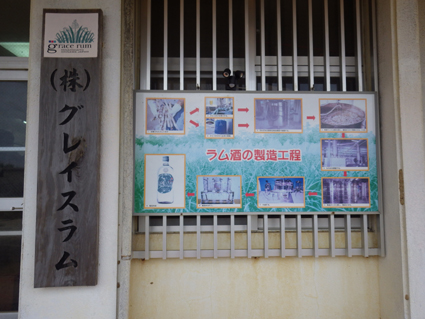 grace rum
(株)グレイスラム
ラム酒の製造工程